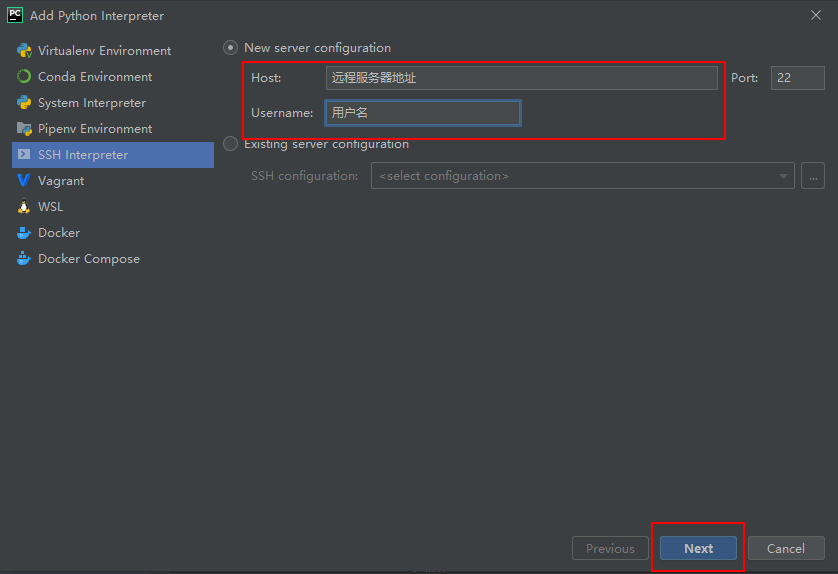 PC Add Python Interpreter
Virtualenv Environment
Conda Environment
System Interpreter
Pipenv Environment
SSH Interpreter
Vagrant
WSL
Docker
Docker Compose
New server configuration
Host: 远程服务器地址 Port: 22
Username: 用户名
Existing server configuration
SSH configuration: <select configuration> ...
Previous Next Cancel